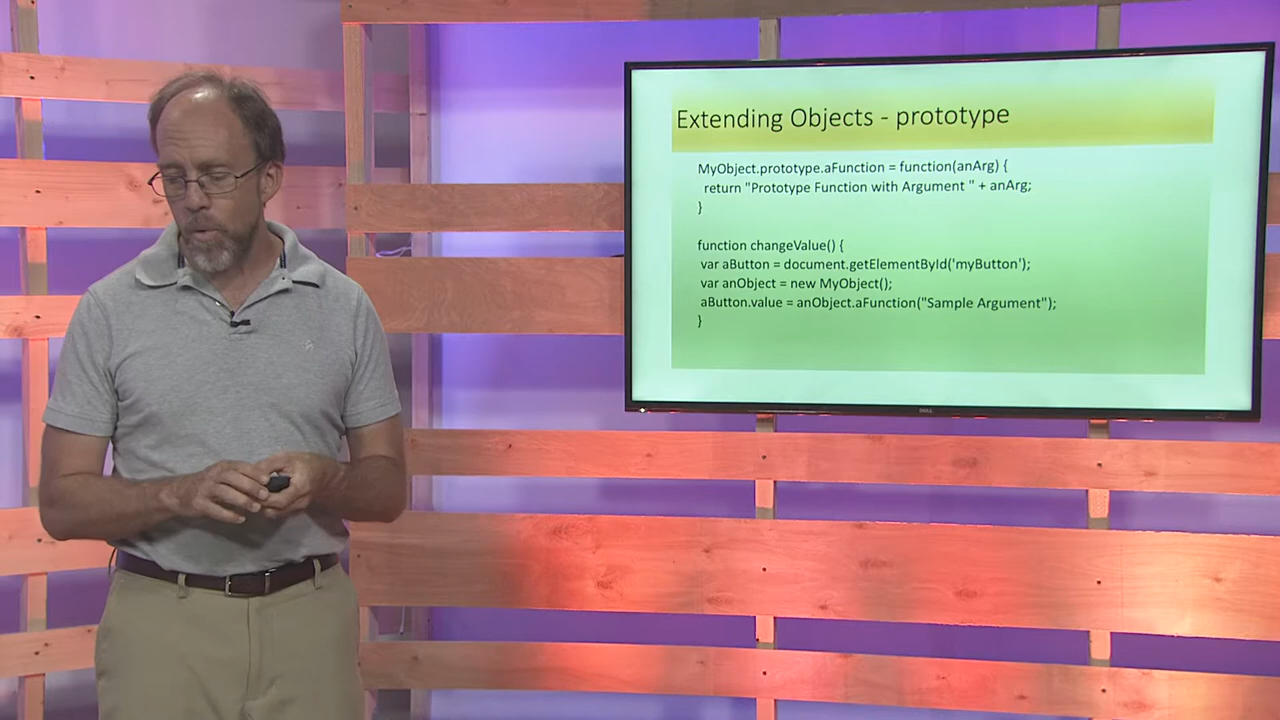 Extending Objects - prototype
MyObject.prototype.aFunction = function(anArg) {
return "Prototype Function with Argument " + anArg;
}
function changeValue() {
var aButton = document.getElementById('myButton');
var anObject = new MyObject();
aButton.value = anObject.aFunction("Sample Argument");
}
DELL